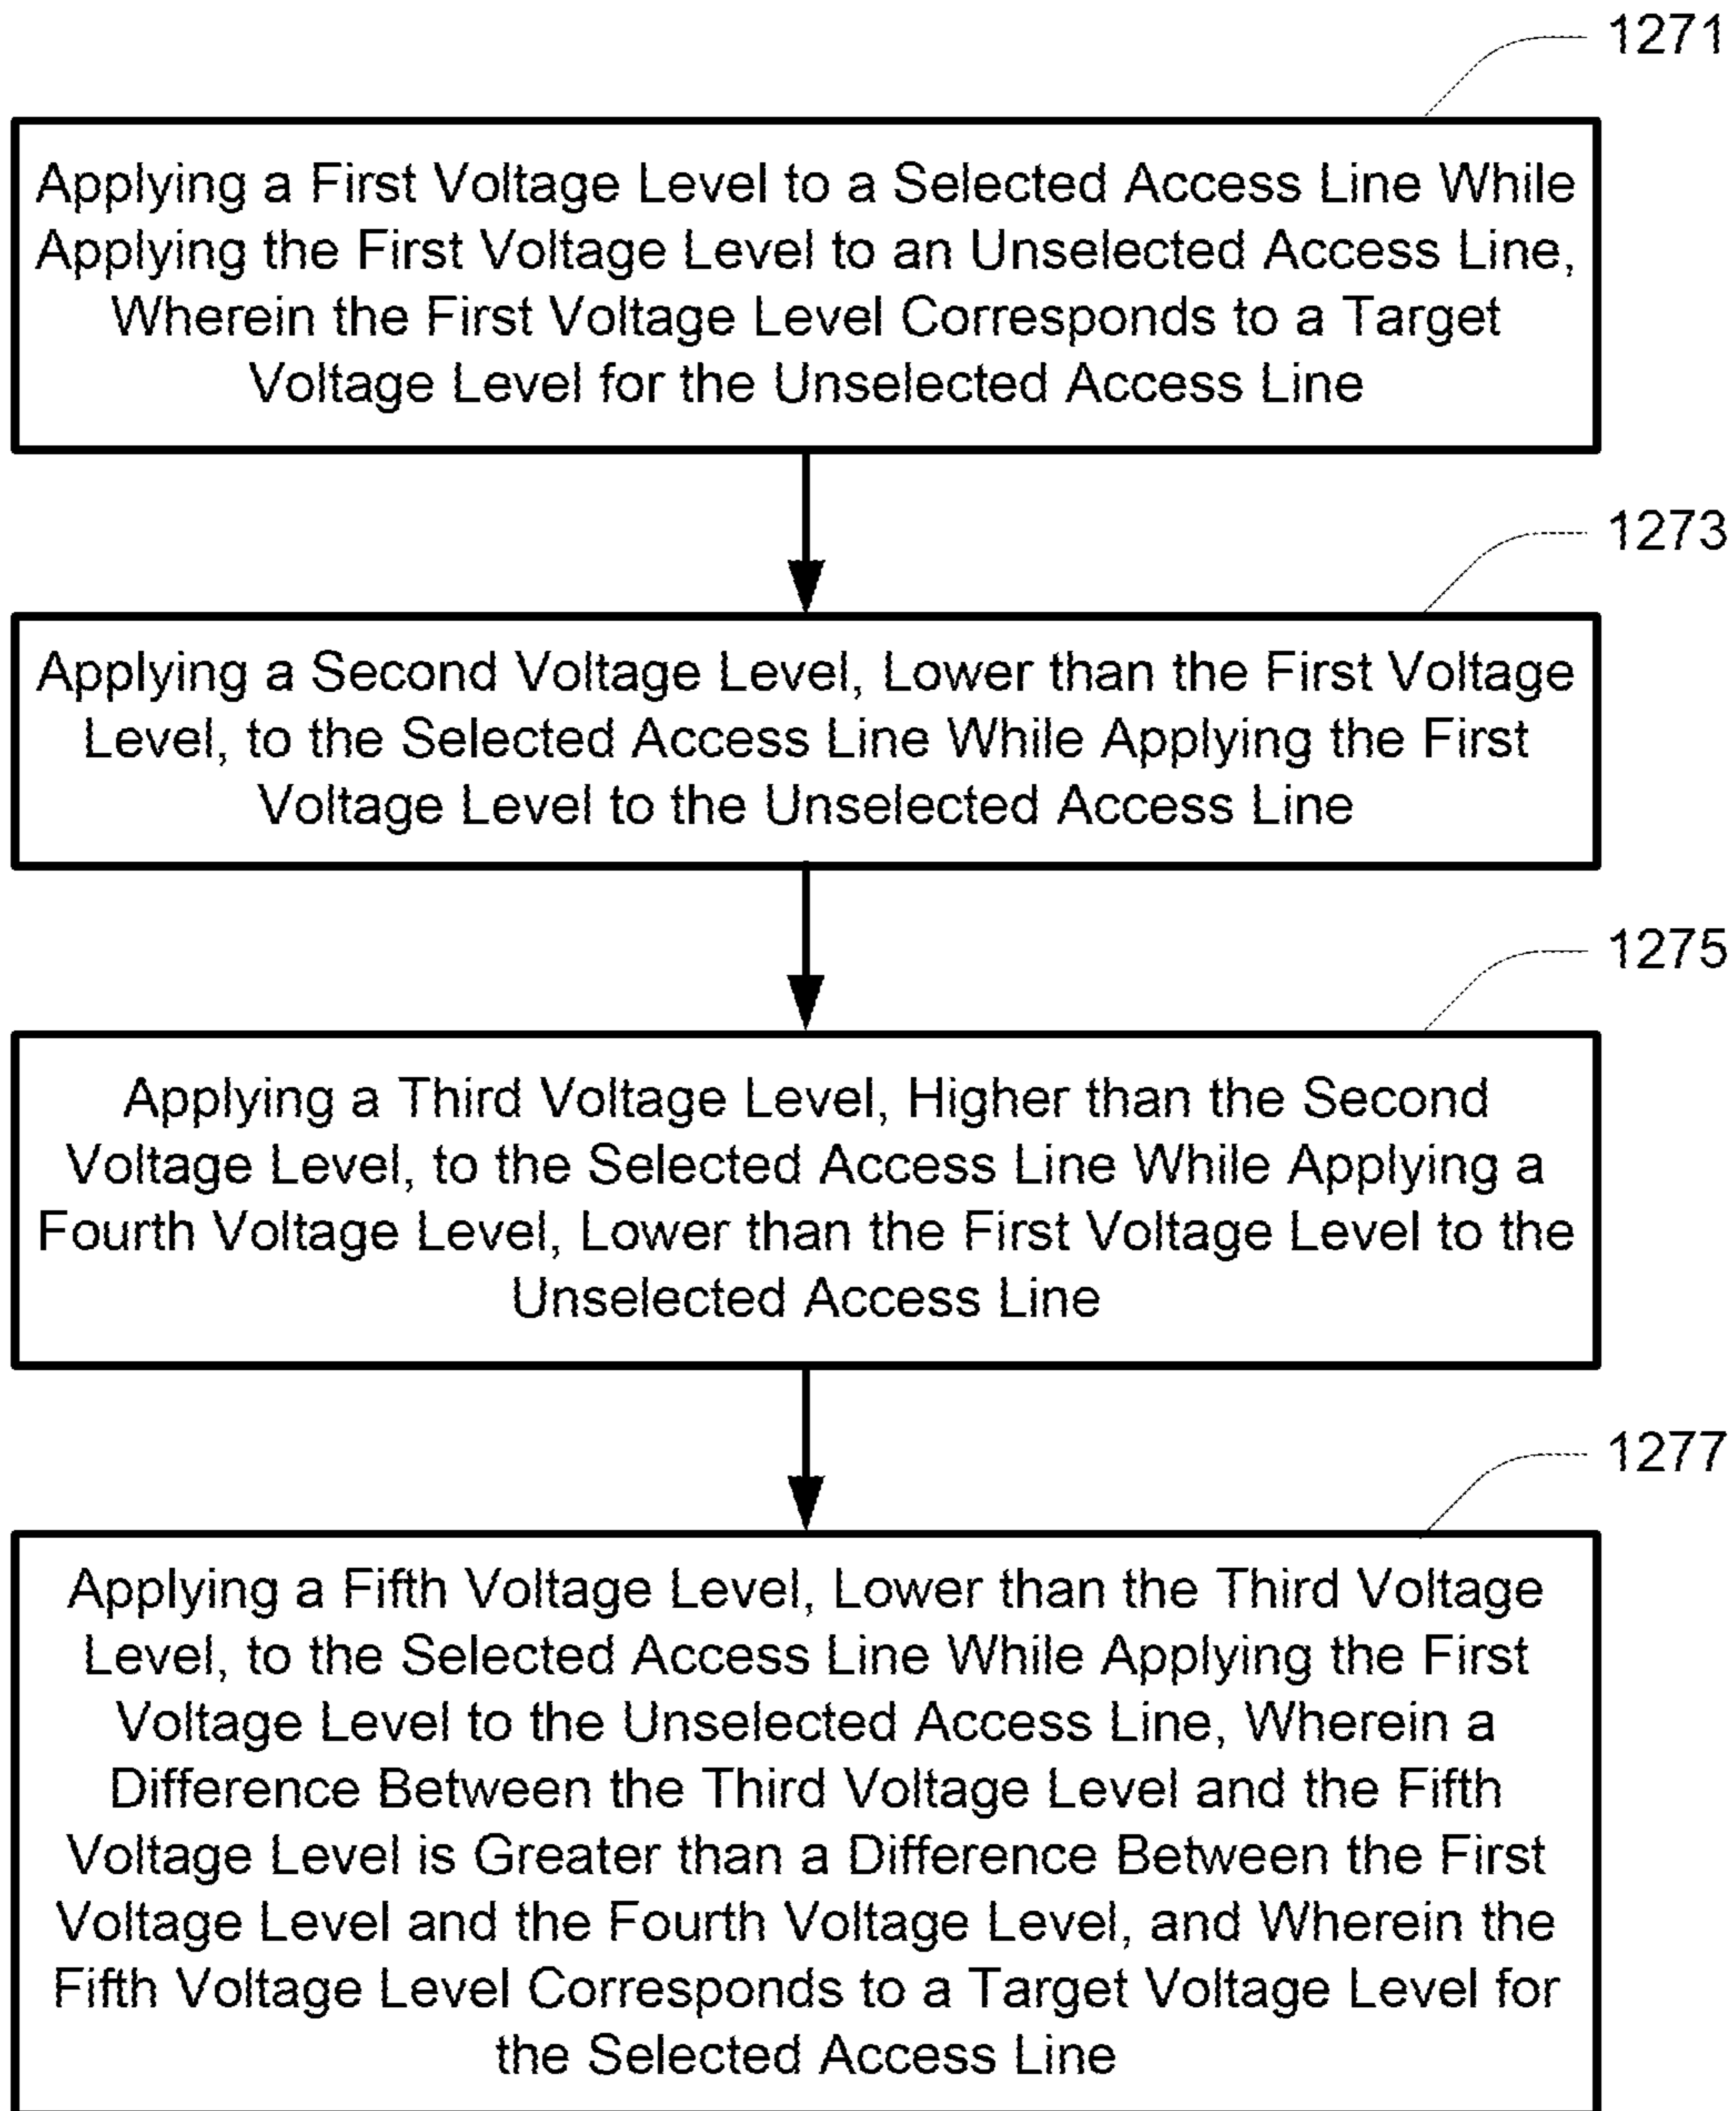 1271
Applying a First Voltage Level to a Selected Access Line While
Applying the First Voltage Level to an Unselected Access Line,
Wherein the First Voltage Level Corresponds to a Target
Voltage Level for the Unselected Access Line
1273
Applying a Second Voltage Level, Lower than the First Voltage
Level, to the Selected Access Line While Applying the First
Voltage Level to the Unselected Access Line
1275
Applying a Third Voltage Level, Higher than the Second
Voltage Level, to the Selected Access Line While Applying a
Fourth Voltage Level, Lower than the First Voltage Level to the
Unselected Access Line
1277
Applying a Fifth Voltage Level, Lower than the Third Voltage
Level, to the Selected Access Line While Applying the First
Voltage Level to the Unselected Access Line, Wherein a
Difference Between the Third Voltage Level and the Fifth
Voltage Level is Greater than a Difference Between the First
Voltage Level and the Fourth Voltage Level, and Wherein the
Fifth Voltage Level Corresponds to a Target Voltage Level for
the Selected Access Line